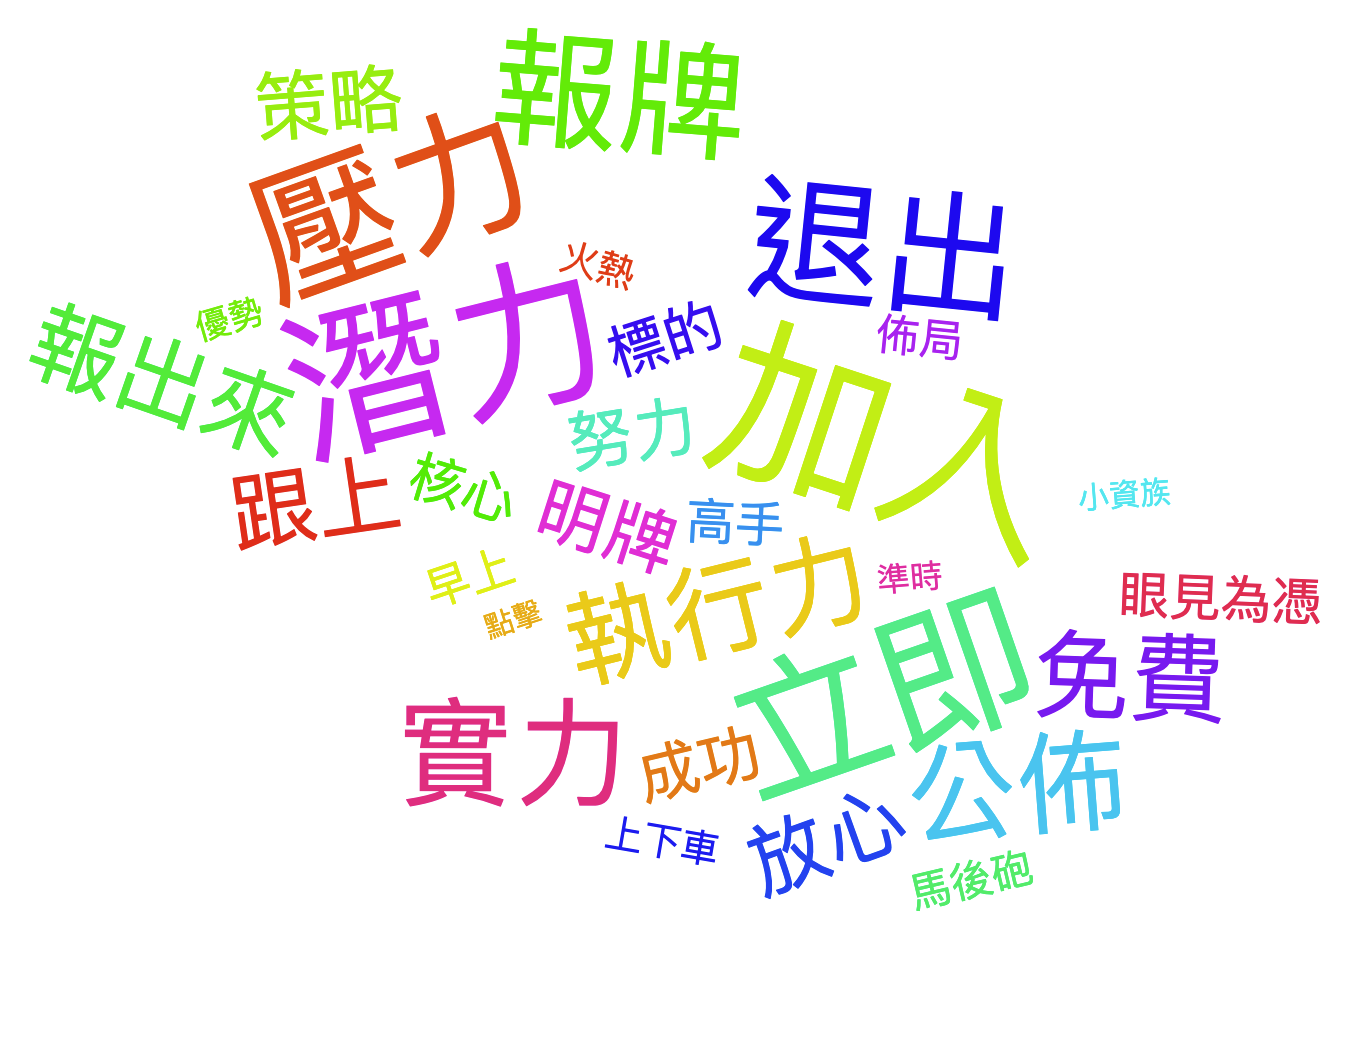 報牌
策略
壓力
退出
火熱
優勢
潛力
標的
佈局
報出來
加入
努力
跟上
核心
明牌
高手
小資族
早上
執行力
準時
點擊
眼見為憑
立即
免費
實力
成功
公佈
上下車
放心
馬後砲